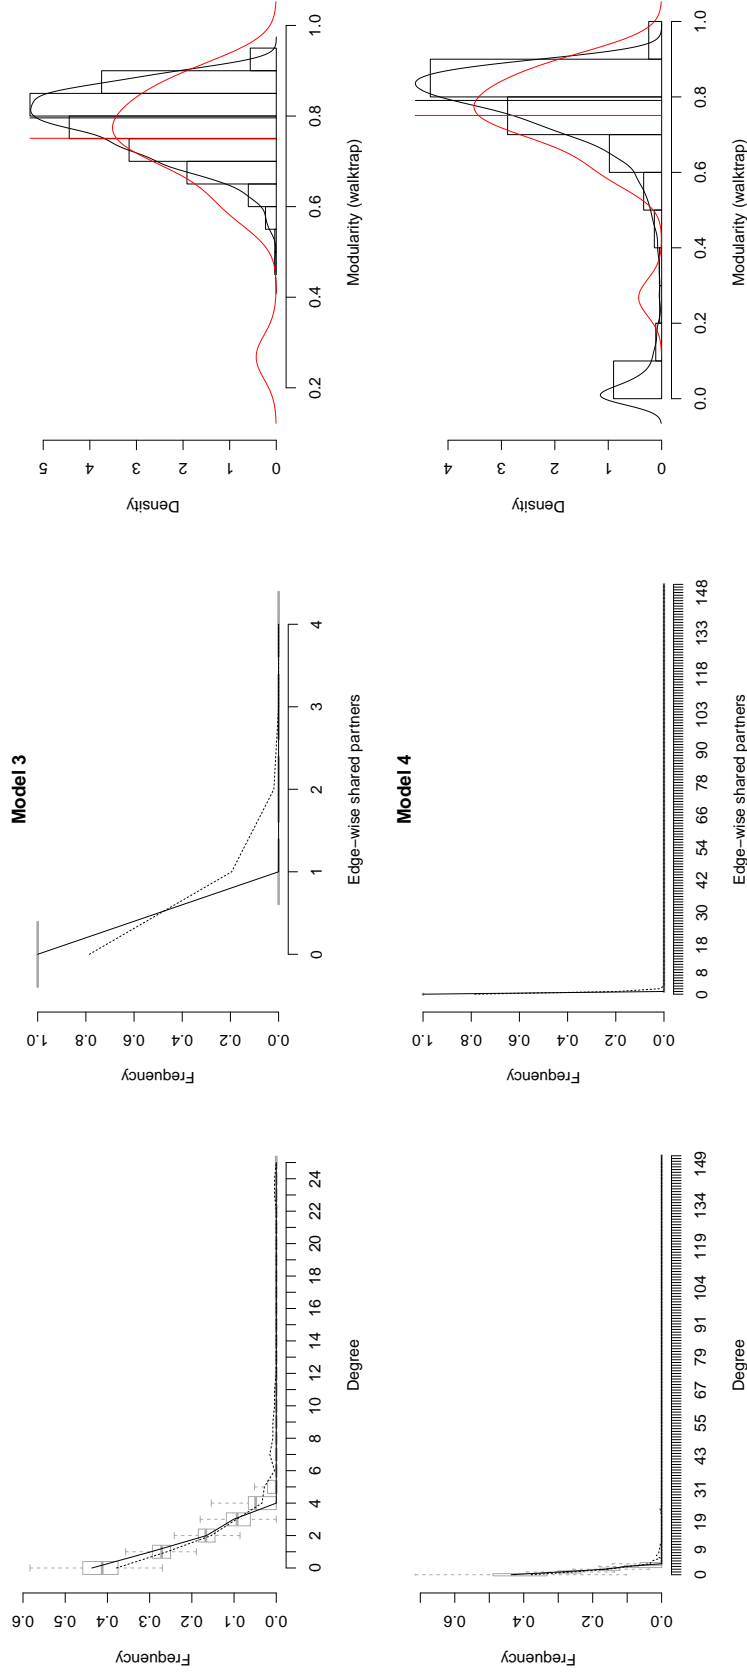 Model 3
Frequency
0.0 0.1 0.2 0.3 0.4 0.5 0.6
0 2 4 6 8 10 12 14 16 18 20 22 24
Degree
Frequency
0.0 0.2 0.4 0.6 0.8 1.0
0 1 2 3 4
Edge−wise shared partners
Density
0 1 2 3 4 5
0.2 0.4 0.6 0.8 1.0
Modularity (walktrap)
Model 4
Frequency
0.0 0.2 0.4 0.6
0 9 19 31 43 55 67 79 91 104 119 134 149
Degree
Frequency
0.0 0.2 0.4 0.6 0.8 1.0
0 8 18 30 42 54 66 78 90 103 118 133 148
Edge−wise shared partners
Density
0 1 2 3 4
0.0 0.2 0.4 0.6 0.8 1.0
Modularity (walktrap)